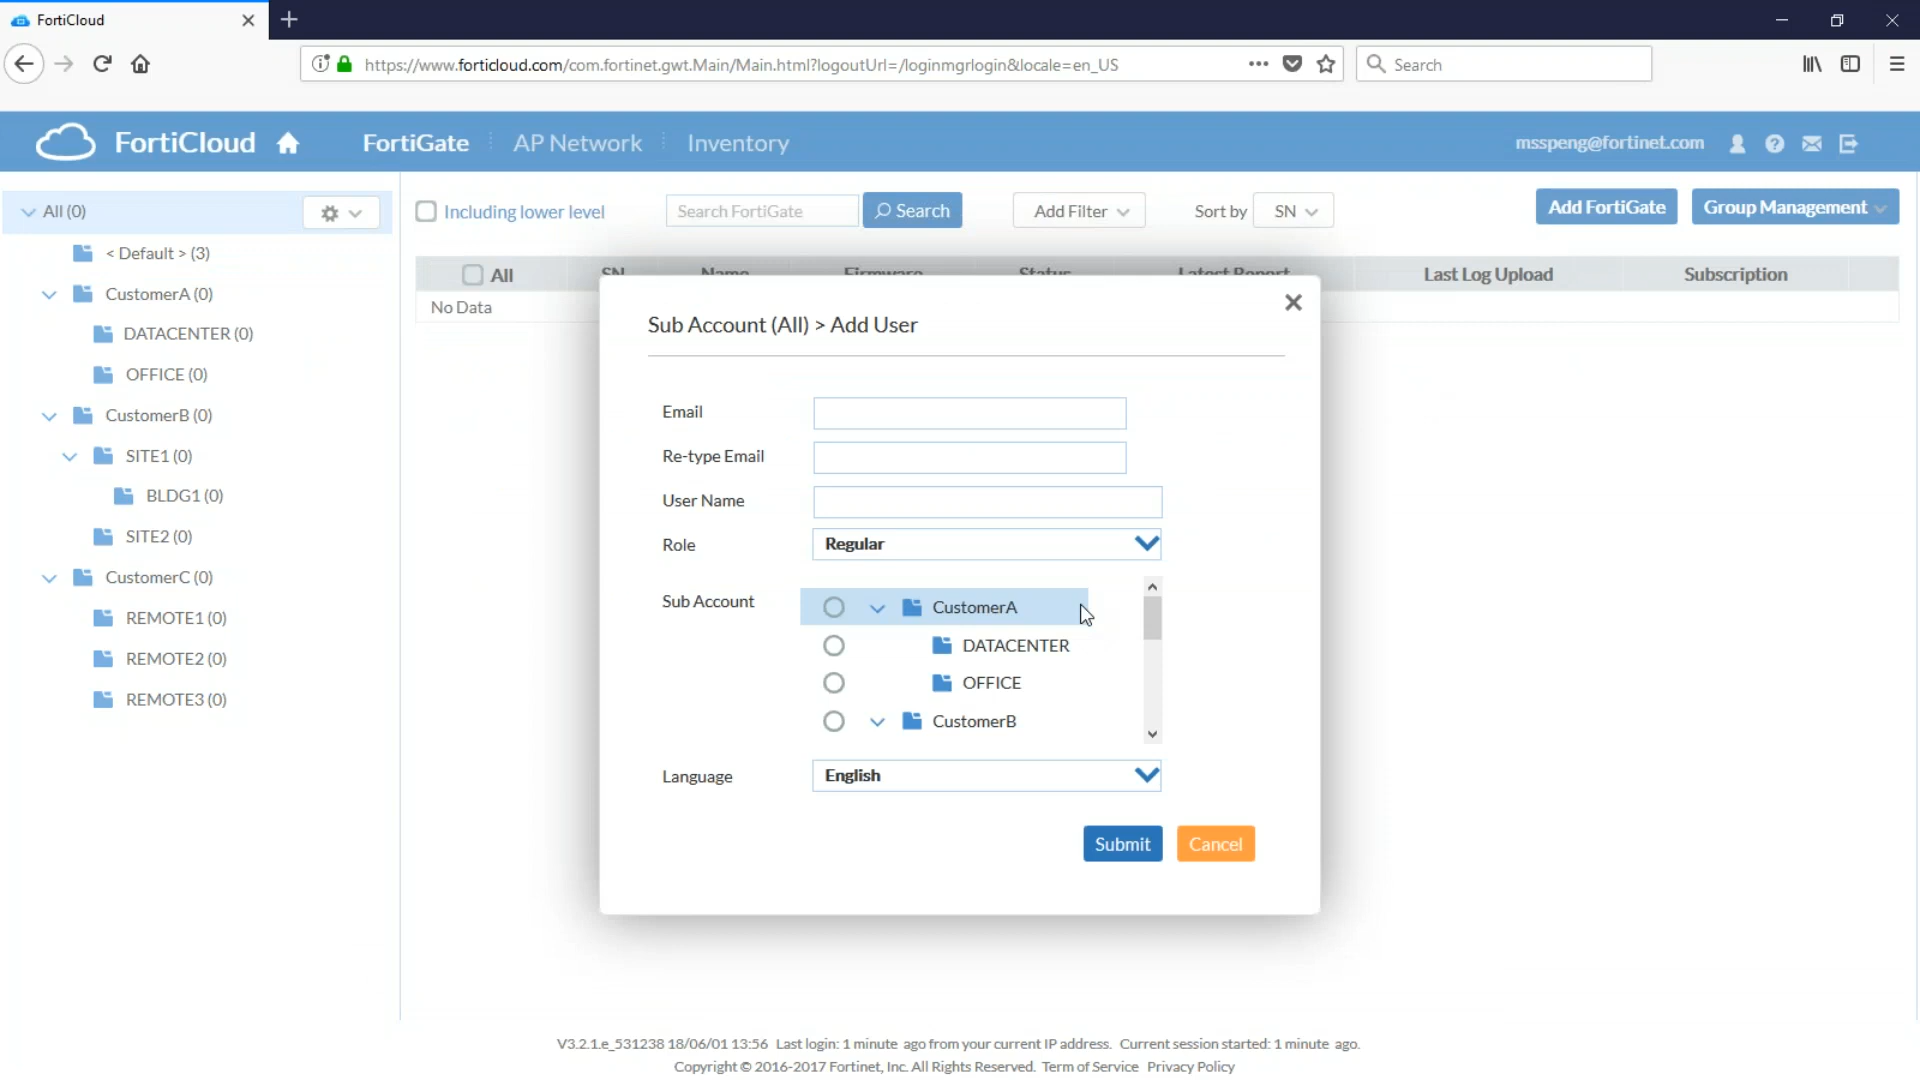 FortiCloud
https://www.forticloud.com/com.fortinet.gwt.Main/Main.html?logoutUrl=/loginmgrlogin&locale=en_US
Search
FortiCloud FortiGate AP Network Inventory msspeng@fortinet.com
All (0)
< Default > (3)
CustomerA (0)
DATACENTER (0)
OFFICE (0)
CustomerB (0)
SITE1 (0)
BLDG1 (0)
SITE2 (0)
CustomerC (0)
REMOTE1 (0)
REMOTE2 (0)
REMOTE3 (0)
Including lower level Search FortiGate Search Add Filter Sort by SN Add FortiGate Group Management
All SN Name Firmware Status Latest Report Last Log Upload Subscription
No Data
Sub Account (All) > Add User
Email
Re-type Email
User Name
Role Regular
Sub Account CustomerA
DATACENTER
OFFICE
CustomerB
Language English
Submit Cancel
V3.2.1.e_531238 18/06/01 13:56 Last login: 1 minute ago from your current IP address. Current session started: 1 minute ago.
Copyright © 2016-2017 Fortinet, Inc. All Rights Reserved. Term of Service Privacy Policy